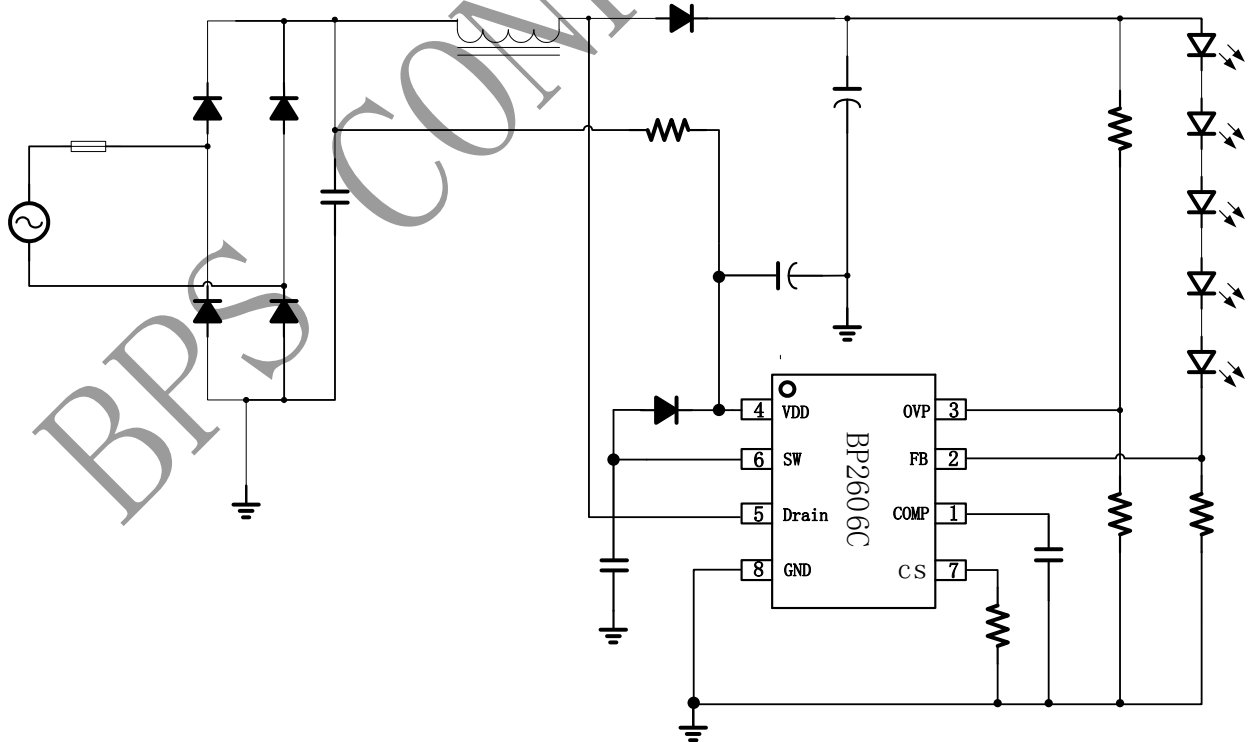 BPS CON
4 VDD OVP 3
6 SW FB 2
5 Drain COMP 1
8 GND CS 7
BP2606C